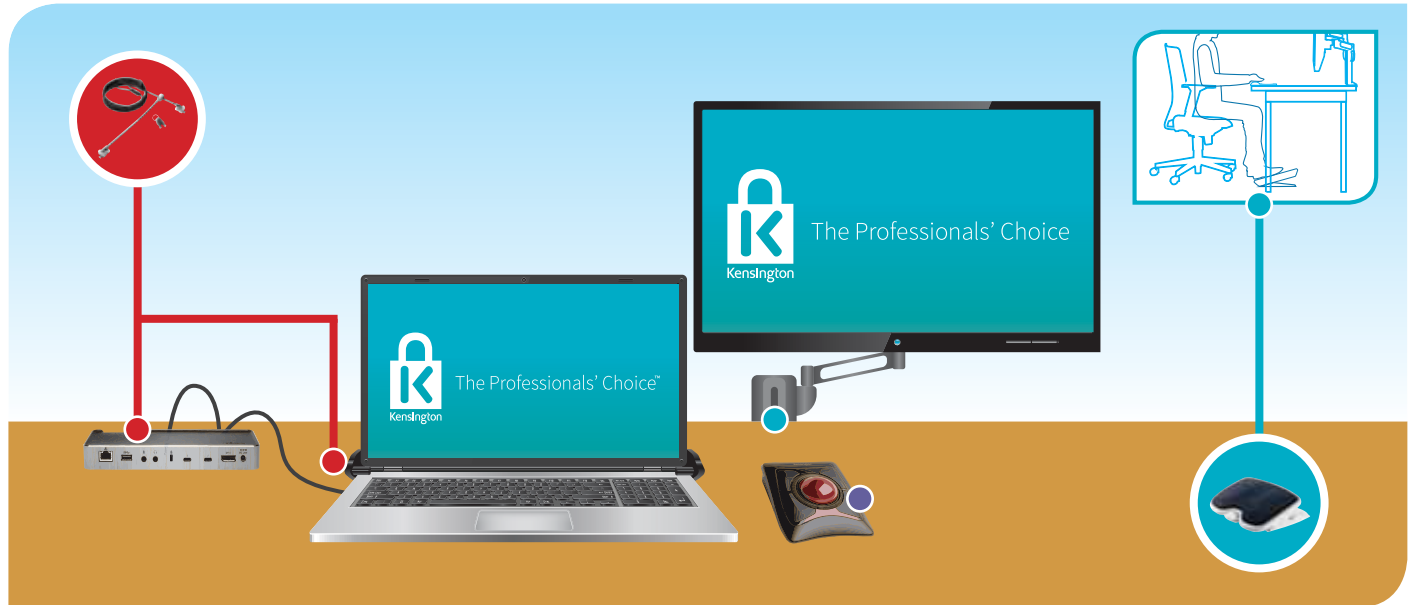 The Professionals’ Choice
Kensington
The Professionals’ Choice™
Kensington